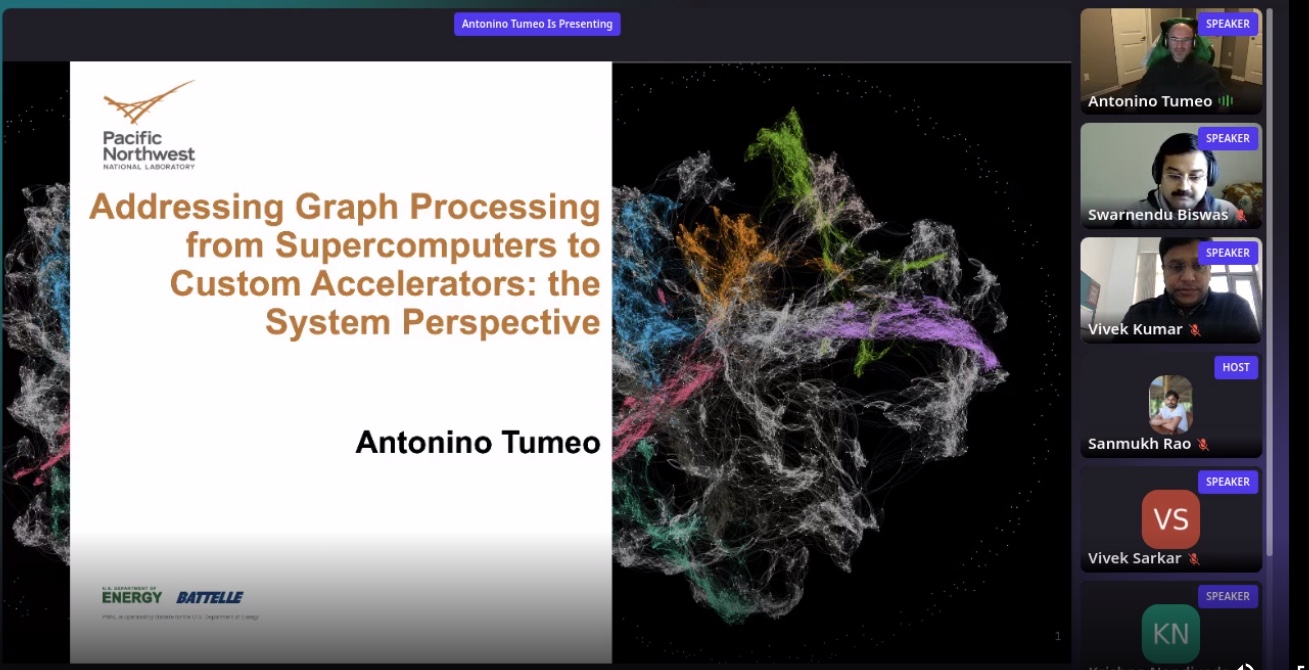 Antonino Tumeo Is Presenting
Pacific
Northwest
NATIONAL LABORATORY
Addressing Graph Processing
from Supercomputers to
Custom Accelerators: the
System Perspective
Antonino Tumeo
U.S. DEPARTMENT OF
ENERGY BATTELLE
PNNL is operated by Battelle for the U.S. Department of Energy
1
SPEAKER
Antonino Tumeo
SPEAKER
Swarnendu Biswas
SPEAKER
Vivek Kumar
HOST
Sanmukh Rao
SPEAKER
VS
Vivek Sarkar
SPEAKER
KN